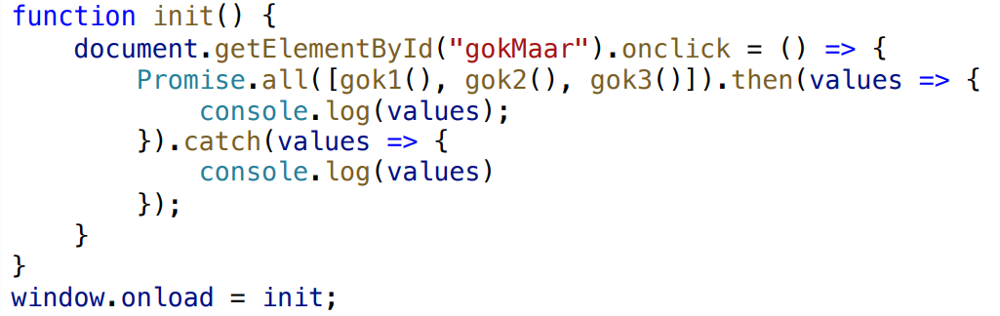 function init() {
    document.getElementById("gokMaar").onclick = () => {
        Promise.all([gok1(), gok2(), gok3()]).then(values => {
            console.log(values);
        }).catch(values => {
            console.log(values)
        });
    }
}
window.onload = init;